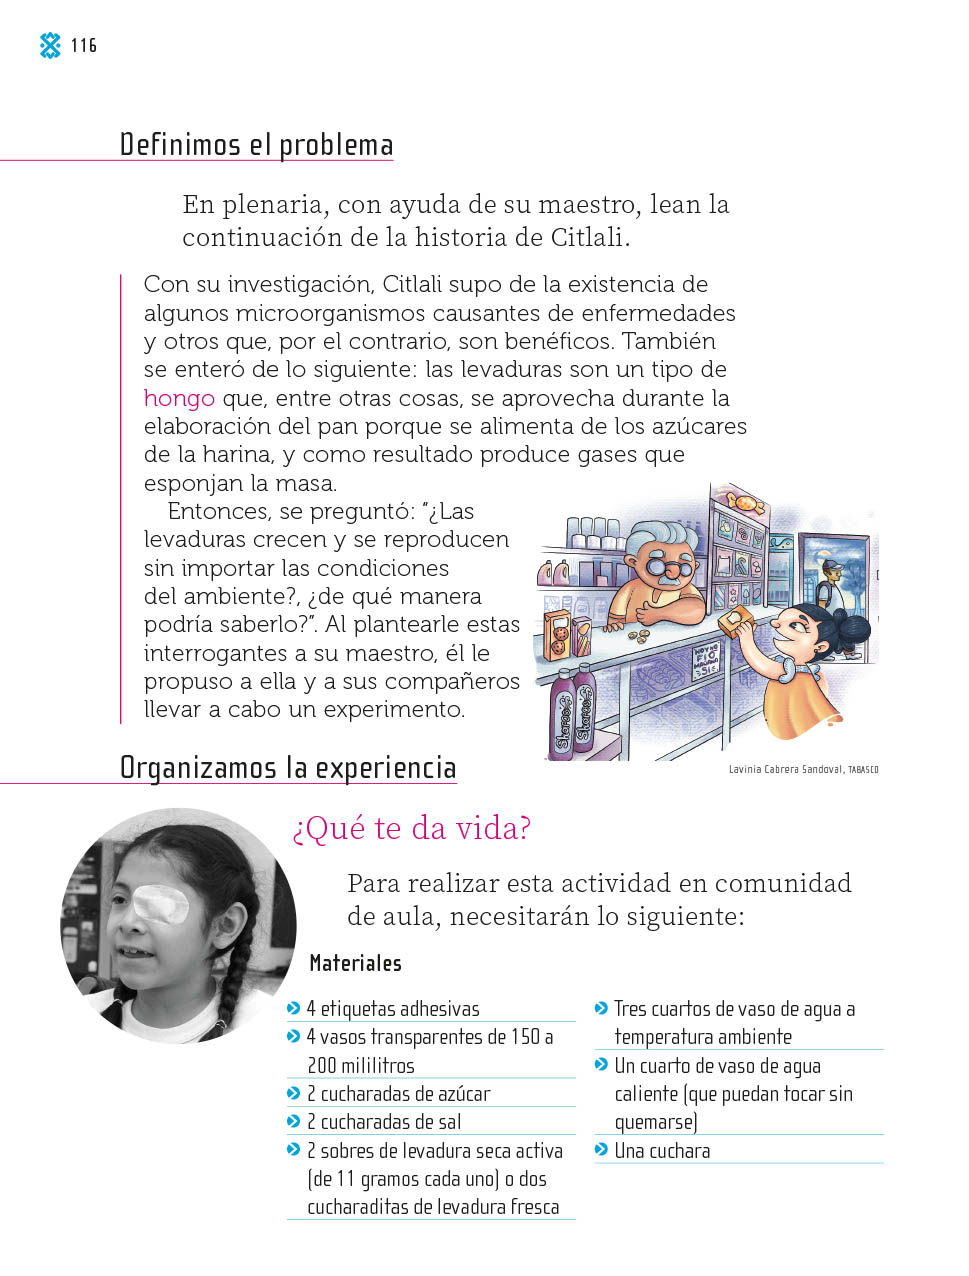 116
Definimos el problema
En plenaria, con ayuda de su maestro, lean la
continuación de la historia de Citlali.
Con su investigación, Citlali supo de la existencia de
algunos microorganismos causantes de enfermedades
y otros que, por el contrario, son benéficos. También
se enteró de lo siguiente: las levaduras son un tipo de
hongo que, entre otras cosas, se aprovecha durante la
elaboración del pan porque se alimenta de los azúcares
de la harina, y como resultado produce gases que
esponjan la masa.
Entonces, se preguntó: “¿Las
levaduras crecen y se reproducen
sin importar las condiciones
del ambiente?, ¿de qué manera
podría saberlo?”. Al plantearle estas
interrogantes a su maestro, él le
propuso a ella y a sus compañeros
llevar a cabo un experimento.
HOY NO
FIO
MAÑANA
SÍ
Lavinia Cabrera Sandoval, TABASCO
Organizamos la experiencia
¿Qué te da vida?
Para realizar esta actividad en comunidad
de aula, necesitarán lo siguiente:
Materiales
4 etiquetas adhesivas
4 vasos transparentes de 150 a
200 mililitros
2 cucharadas de azúcar
2 cucharadas de sal
2 sobres de levadura seca activa
(de 11 gramos cada uno) o dos
cucharaditas de levadura fresca
Tres cuartos de vaso de agua a
temperatura ambiente
Un cuarto de vaso de agua
caliente (que puedan tocar sin
quemarse)
Una cuchara